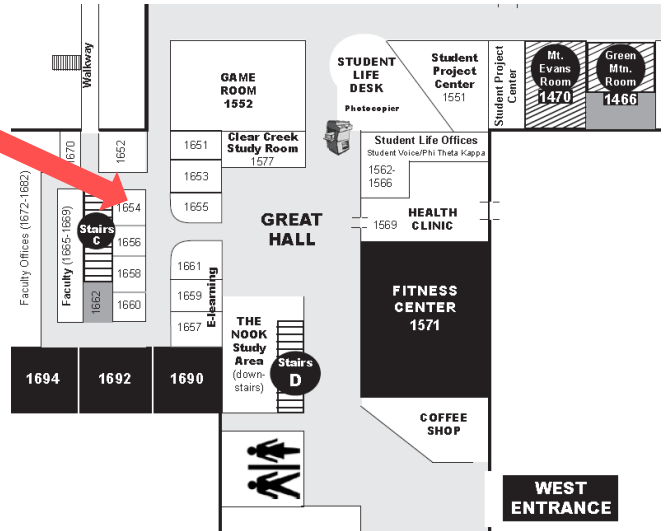 Walkway
GAME
ROOM
1552
STUDENT
LIFE
DESK
Photocopier
Student
Project
Center
1551
Student Project
Center
Mt.
Evans
Room
1470
Green
Mtn.
Room
1466
1670
1652
1651
Clear Creek
Study Room
1577
Student Life Offices
Student Voice/Phi Theta Kappa
1653
1562-
1566
Faculty Offices (1672-1682)
Faculty (1665-1669)
Stairs
C
1654
1655
GREAT
HALL
1569
HEALTH
CLINIC
1656
1658
1661
1662
1660
1659
1657
E-learning
FITNESS
CENTER
1571
THE
NOOK
Study
Area
(down-
stairs)
Stairs
D
1694
1692
1690
COFFEE
SHOP
WEST
ENTRANCE